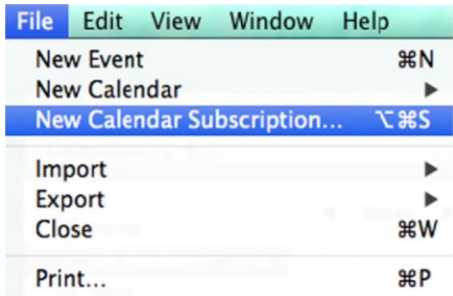 File Edit View Window Help
New Event ⌘N
New Calendar ▶
New Calendar Subscription... ⌥⌘S
Import ▶
Export ▶
Close ⌘W
Print... ⌘P